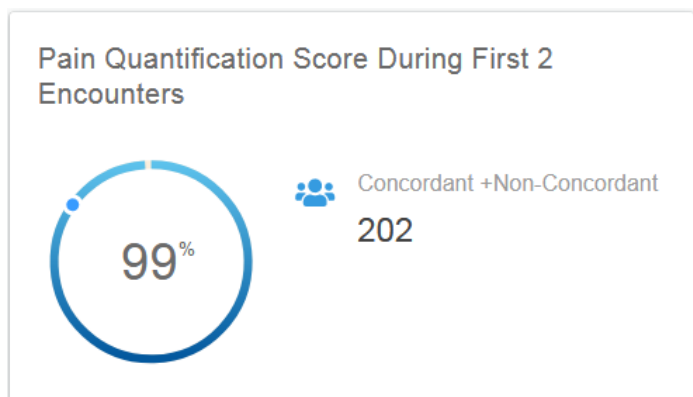 Pain Quantification Score During First 2
Encounters
Concordant +Non-Concordant
99%
202